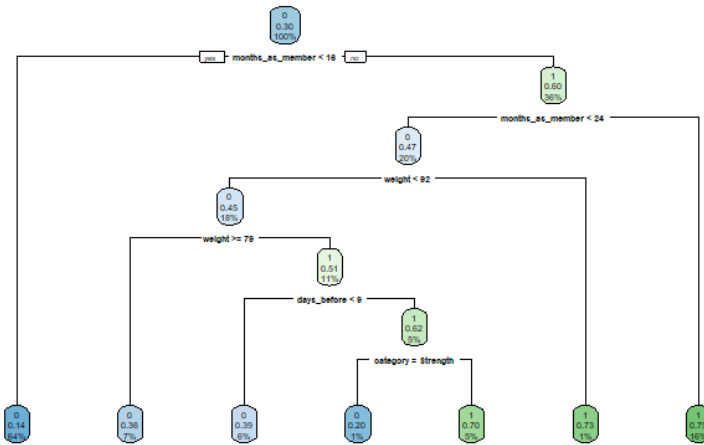 0
0.30
100%
yes months_as_member < 16 no
1
0.60
36%
months_as_member < 24
0
0.47
20%
weight < 92
0
0.45
18%
weight >= 79
1
0.51
11%
days_before < 9
1
0.62
5%
category = Strength
0 0 0 0 1 1 1
0.14 0.36 0.39 0.20 0.70 0.73 0.75
64% 7% 6% 1% 5% 1% 16%